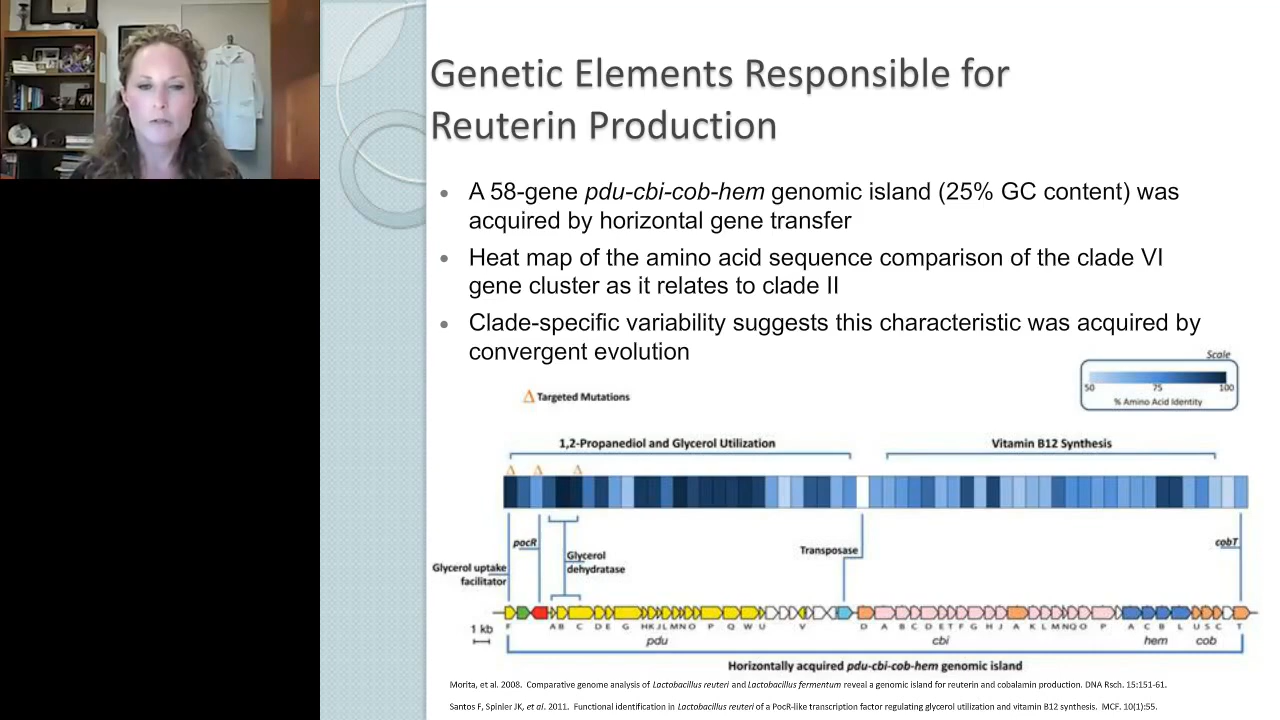 Genetic Elements Responsible for
Reuterin Production
A 58-gene pdu-cbi-cob-hem genomic island (25% GC content) was
acquired by horizontal gene transfer
Heat map of the amino acid sequence comparison of the clade VI
gene cluster as it relates to clade II
Clade-specific variability suggests this characteristic was acquired by
convergent evolution
Scale
50 75 100
% Amino Acid Identity
Δ Targeted Mutations
1,2-Propanediol and Glycerol Utilization
Vitamin B12 Synthesis
Δ Δ Δ
pocR
Glycerol uptake
facilitator
Glycerol
dehydratase
Transposase
cobT
1 kb
F A B C D E G H K J L M N O P Q W U V D A B C D E T F G H J A K L M N Q O P A C B L U S C T
pdu cbi hem cob
Horizontally acquired pdu-cbi-cob-hem genomic island
Morita, et al. 2008. Comparative genome analysis of Lactobacillus reuteri and Lactobacillus fermentum reveal a genomic island for reuterin and cobalamin production. DNA Rsch. 15:151-61.
Santos F, Spinler JK, et al. 2011. Functional identification in Lactobacillus reuteri of a PocR-like transcription factor regulating glycerol utilization and vitamin B12 synthesis. MCF. 10(1):55.